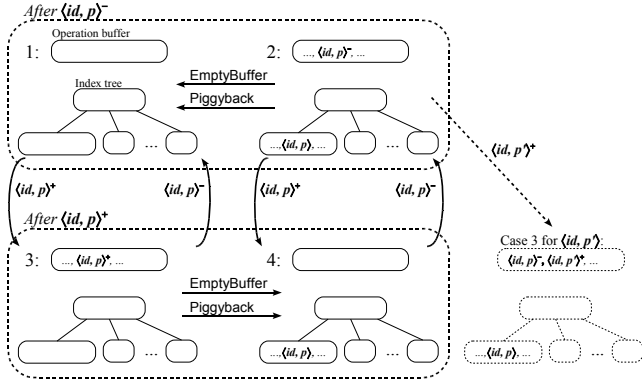 After ⟨id, p⟩⁻
Operation buffer
1:
2:
..., ⟨id, p⟩⁻, ...
EmptyBuffer
Index tree
Piggyback
...
...,⟨id, p⟩, ...
...
⟨id, p′⟩⁺
⟨id, p⟩⁺
⟨id, p⟩⁻
⟨id, p⟩⁺
⟨id, p⟩⁻
After ⟨id, p⟩⁺
Case 3 for ⟨id, p′⟩:
3:
..., ⟨id, p⟩⁺, ...
4:
⟨id, p⟩⁻, ⟨id, p′⟩⁺, ...
EmptyBuffer
Piggyback
...
...,⟨id, p⟩, ...
...
...,⟨id, p⟩, ...
...